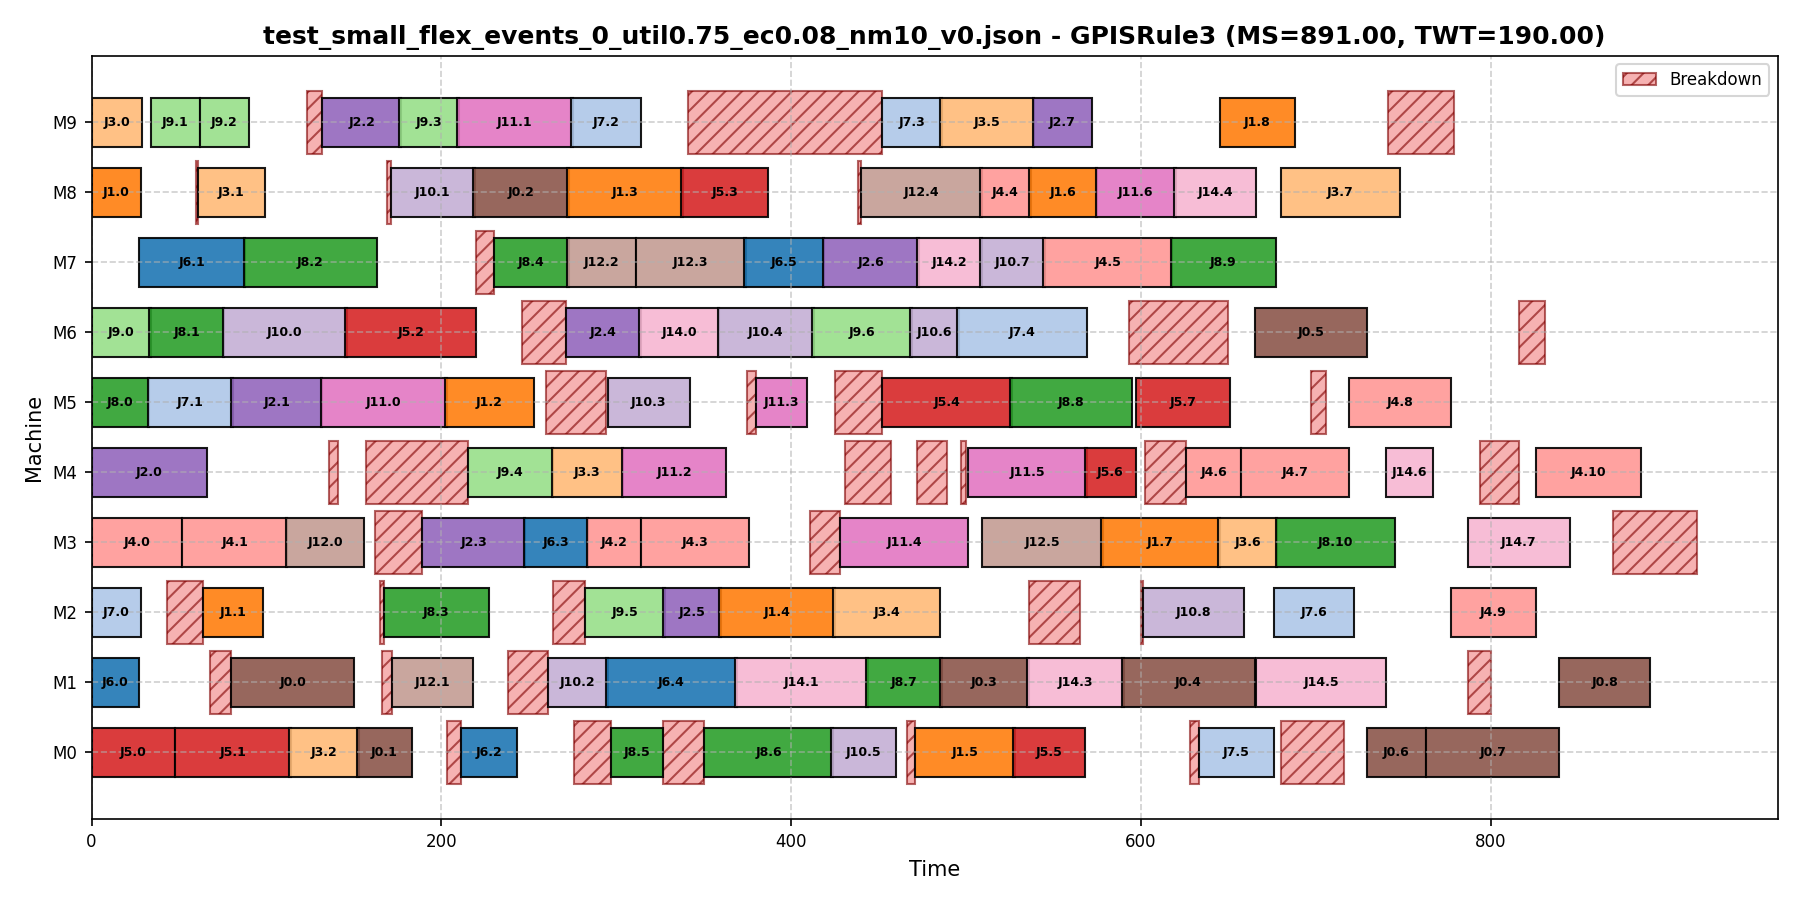 test_small_flex_events_0_util0.75_ec0.08_nm10_v0.json - GPISRule3 (MS=891.00, TWT=190.00)
Breakdown
M9 J3.0 J9.1 J9.2 J2.2 J9.3 J11.1 J7.2 J7.3 J3.5 J2.7 J1.8
M8 J1.0 J3.1 J10.1 J0.2 J1.3 J5.3 J12.4 J4.4 J1.6 J11.6 J14.4 J3.7
M7 J6.1 J8.2 J8.4 J12.2 J12.3 J6.5 J2.6 J14.2 J10.7 J4.5 J8.9
M6 J9.0 J8.1 J10.0 J5.2 J2.4 J14.0 J10.4 J9.6 J10.6 J7.4 J0.5
M5 J8.0 J7.1 J2.1 J11.0 J1.2 J10.3 J11.3 J5.4 J8.8 J5.7 J4.8
M4 J2.0 J9.4 J3.3 J11.2 J11.5 J5.6 J4.6 J4.7 J14.6 J4.10
M3 J4.0 J4.1 J12.0 J2.3 J6.3 J4.2 J4.3 J11.4 J12.5 J1.7 J3.6 J8.10 J14.7
M2 J7.0 J1.1 J8.3 J9.5 J2.5 J1.4 J3.4 J10.8 J7.6 J4.9
M1 J6.0 J0.0 J12.1 J10.2 J6.4 J14.1 J8.7 J0.3 J14.3 J0.4 J14.5 J0.8
M0 J5.0 J5.1 J3.2 J0.1 J6.2 J8.5 J8.6 J10.5 J1.5 J5.5 J7.5 J0.6 J0.7
Machine
0 200 400 600 800
Time